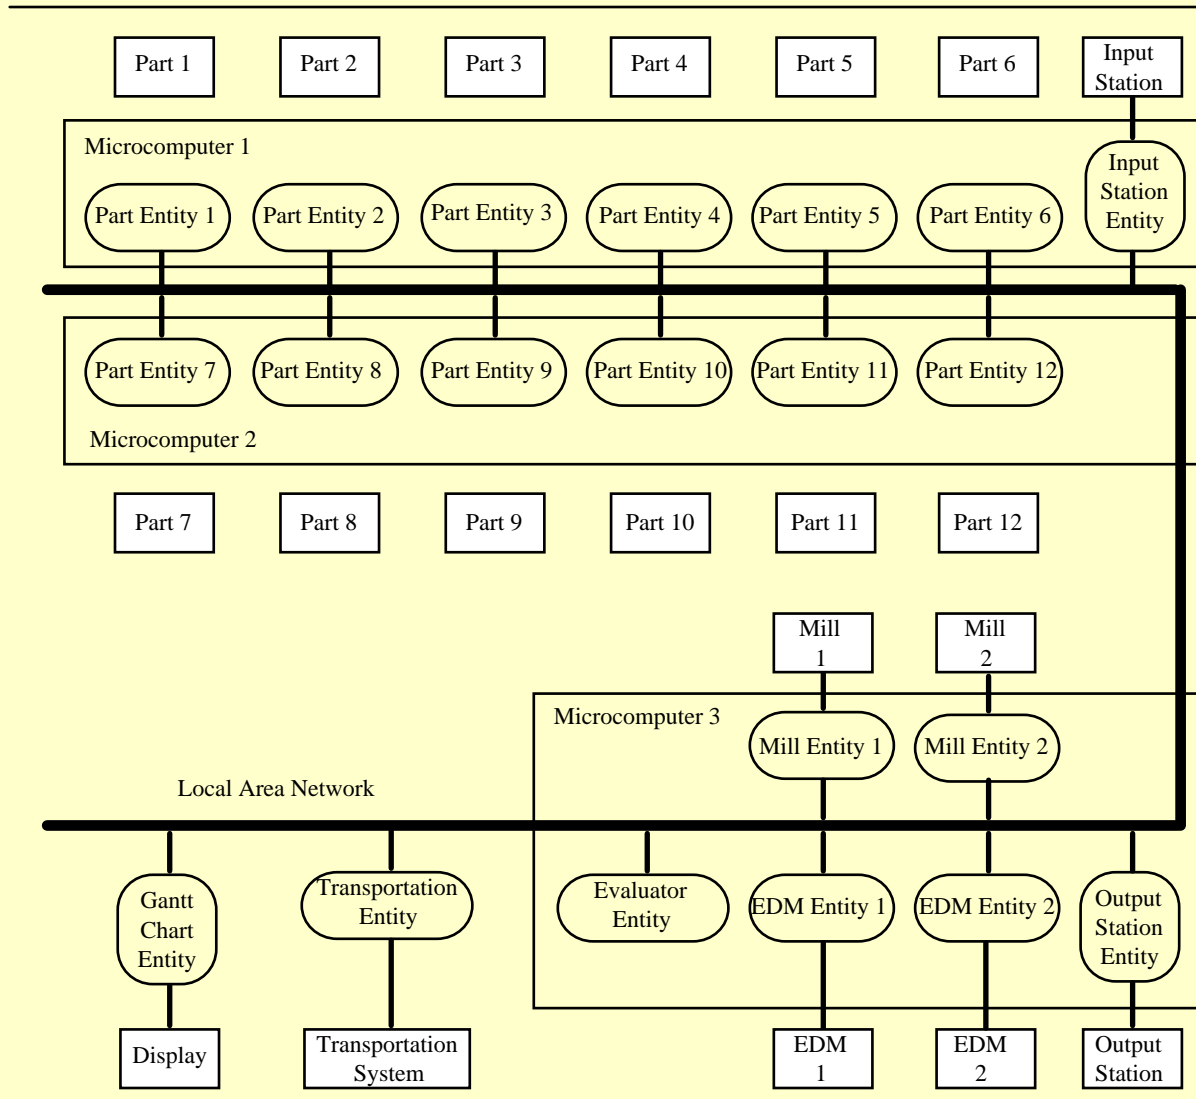 Part 1
Part 2
Part 3
Part 4
Part 5
Part 6
Input
Station
Microcomputer 1
Input
Station
Entity
Part Entity 1
Part Entity 2
Part Entity 3
Part Entity 4
Part Entity 5
Part Entity 6
Part Entity 7
Part Entity 8
Part Entity 9
Part Entity 10
Part Entity 11
Part Entity 12
Microcomputer 2
Part 7
Part 8
Part 9
Part 10
Part 11
Part 12
Mill
1
Mill
2
Microcomputer 3
Mill Entity 1
Mill Entity 2
Local Area Network
Gantt
Chart
Entity
Transportation
Entity
Evaluator
Entity
EDM Entity 1
EDM Entity 2
Output
Station
Entity
Display
Transportation
System
EDM
1
EDM
2
Output
Station